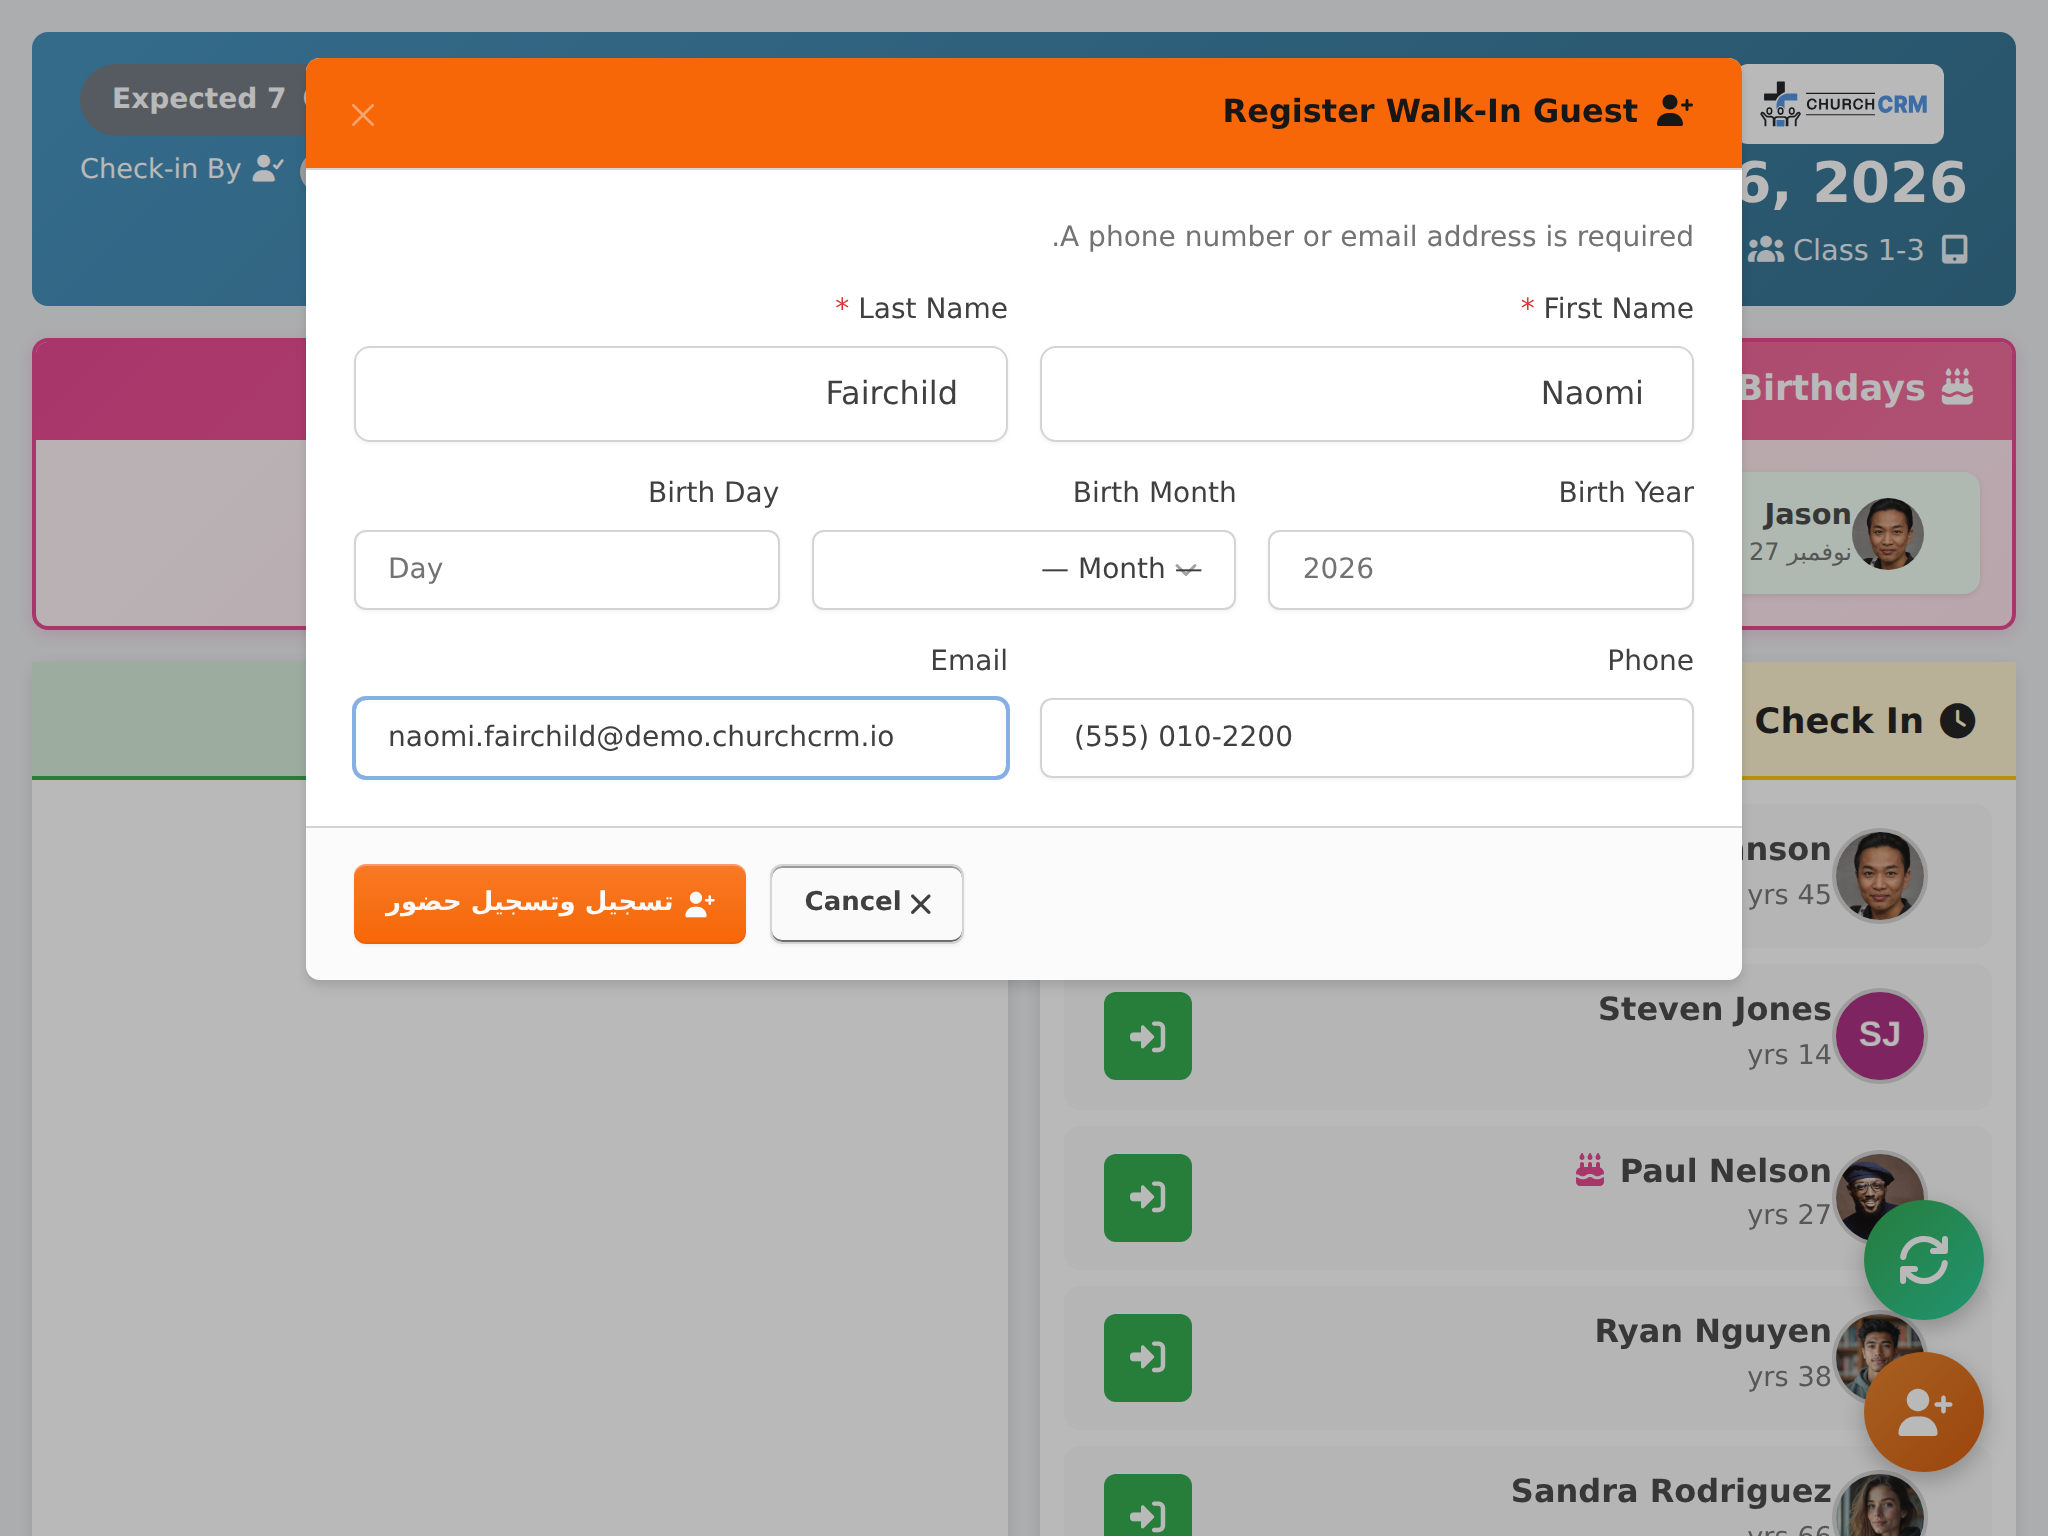 Expected 7
Check-in By
CHURCHCRM
6, 2026
Class 1-3
Register Walk-In Guest
A phone number or email address is required.
First Name *
Last Name *
Naomi
Fairchild
Birth Year
Birth Month
Birth Day
2026
— Month —
Day
Phone
Email
(555) 010-2200
naomi.fairchild@demo.churchcrm.io
Cancel
تسجيل وتسجيل حضور
Birthdays
Jason
27 نوفمبر
Check In
45 yrs
Steven Jones
SJ
14 yrs
Paul Nelson
27 yrs
Ryan Nguyen
38 yrs
Sandra Rodriguez